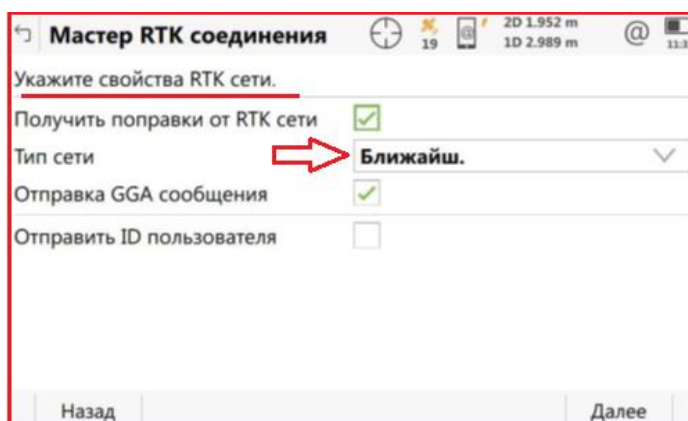 Мастер RTK соединения
19
2D 1.952 m
1D 2.989 m
@
Укажите свойства RTK сети.
Получить поправки от RTK сети
Тип сети
Ближайш.
Отправка GGA сообщения
Отправить ID пользователя
Назад
Далее